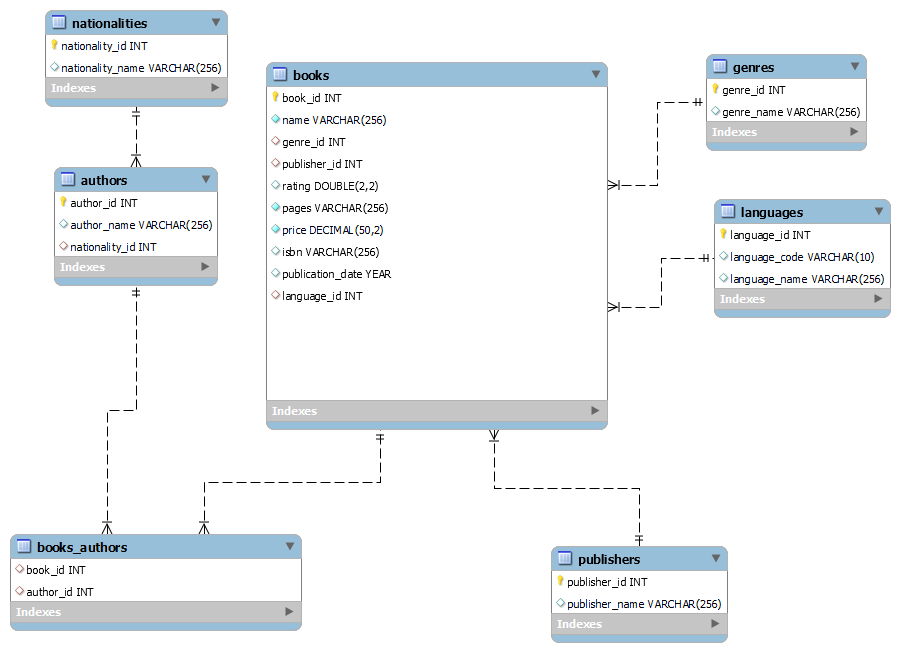 nationalities
nationality_id INT
nationality_name VARCHAR(256)
Indexes
authors
author_id INT
author_name VARCHAR(256)
nationality_id INT
Indexes
books
book_id INT
name VARCHAR(256)
genre_id INT
publisher_id INT
rating DOUBLE(2,2)
pages VARCHAR(256)
price DECIMAL(50,2)
isbn VARCHAR(256)
publication_date YEAR
language_id INT
Indexes
genres
genre_id INT
genre_name VARCHAR(256)
Indexes
languages
language_id INT
language_code VARCHAR(10)
language_name VARCHAR(256)
Indexes
books_authors
book_id INT
author_id INT
Indexes
publishers
publisher_id INT
publisher_name VARCHAR(256)
Indexes